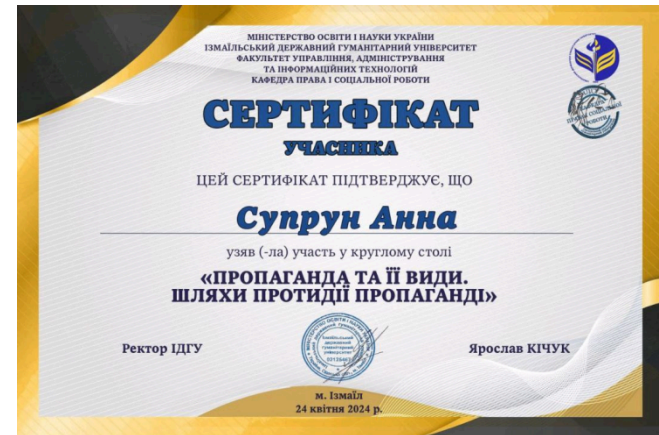 МІНІСТЕРСТВО ОСВІТИ І НАУКИ УКРАЇНИ
ІЗМАЇЛЬСЬКИЙ ДЕРЖАВНИЙ ГУМАНІТАРНИЙ УНІВЕРСИТЕТ
ФАКУЛЬТЕТ УПРАВЛІННЯ, АДМІНІСТРУВАННЯ
ТА ІНФОРМАЦІЙНИХ ТЕХНОЛОГІЙ
КАФЕДРА ПРАВА І СОЦІАЛЬНОЇ РОБОТИ
СЕРТИФІКАТ
УЧАСНИКА
ЦЕЙ СЕРТИФІКАТ ПІДТВЕРДЖУЄ, ЩО
Супрун Анна
узяв (-ла) участь у круглому столі
«ПРОПАГАНДА ТА ЇЇ ВИДИ.
ШЛЯХИ ПРОТИДІЇ ПРОПАГАНДІ»
Ректор ІДГУ
Ярослав КІЧУК
м. Ізмаїл
24 квітня 2024 р.